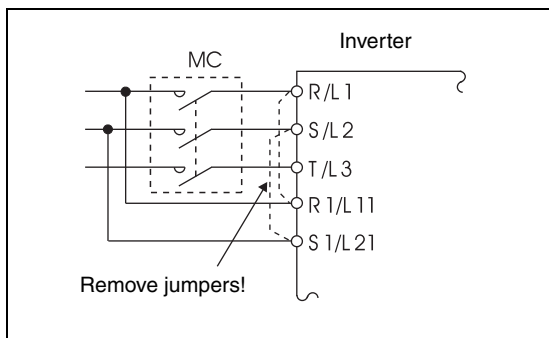 Inverter
MC
R/L1
S/L2
T/L3
R1/L11
S1/L21
Remove jumpers!